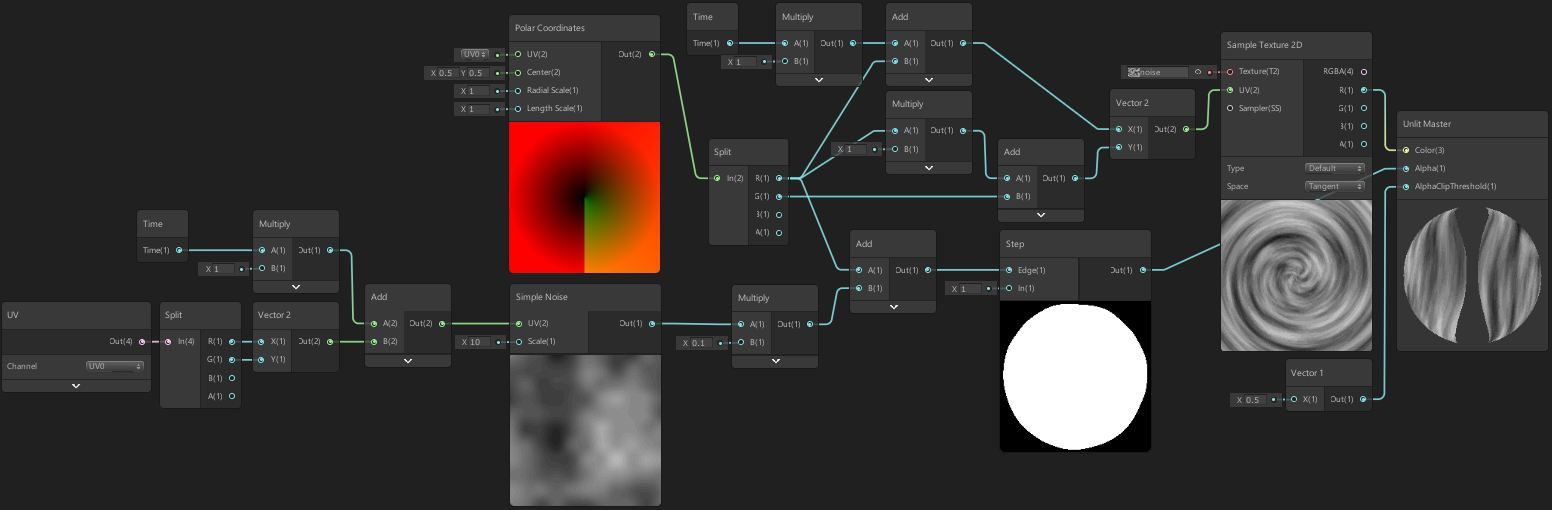 Polar Coordinates
UV0 UV(2) Out(2)
X 0.5 Y 0.5 Center(2)
X 1 Radial Scale(1)
X 1 Length Scale(1)
Time
Time(1)
Multiply
A(1) Out(1)
X 1 B(1)
Add
A(1) Out(1)
B(1)
Multiply
A(1) Out(1)
X 1 B(1)
Split
In(2) R(1)
G(1)
B(1)
A(1)
Add
A(1) Out(1)
B(1)
Vector 2
X(1) Out(2)
Y(1)
Sample Texture 2D
noise Texture(T2) RGBA(4)
UV(2) R(1)
Sampler(SS) G(1)
B(1)
A(1)
Type Default
Space Tangent
Unlit Master
Color(3)
Alpha(1)
AlphaClipThreshold(1)
Time
Time(1)
Multiply
A(1) Out(1)
X 1 B(1)
UV
Out(4)
Channel UV0
Split
In(4) R(1)
G(1)
B(1)
A(1)
Vector 2
X(1) Out(2)
Y(1)
Add
A(2) Out(2)
B(2)
Simple Noise
UV(2) Out(1)
X 10 Scale(1)
Multiply
A(1) Out(1)
X 0.1 B(1)
Add
A(1) Out(1)
B(1)
Step
Edge(1) Out(1)
X 1 In(1)
Vector 1
X 0.5 X(1) Out(1)